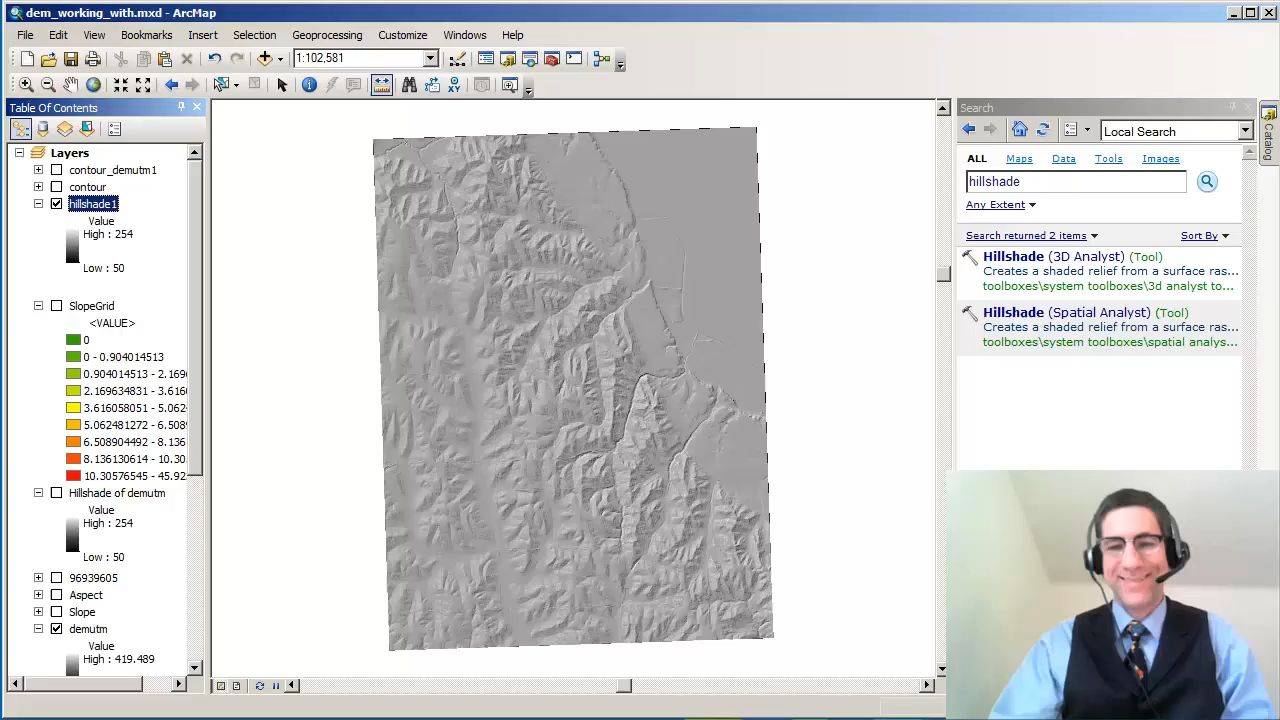 dem_working_with.mxd - ArcMap
File Edit View Bookmarks Insert Selection Geoprocessing Customize Windows Help
1:102,581
Table Of Contents
Layers
contour_demutm1
contour
hillshade1
Value
High : 254
Low : 50
SlopeGrid
<VALUE>
0
0 - 0.904014513
0.904014513 - 2.169
2.169634831 - 3.616
3.616058051 - 5.062
5.062481272 - 6.508
6.508904492 - 8.136
8.136130614 - 10.30
10.30576545 - 45.92
Hillshade of demutm
Value
High : 254
Low : 50
96939605
Aspect
Slope
demutm
Value
High : 419.489
Search
Local Search
ALL Maps Data Tools Images
hillshade
Any Extent
Search returned 2 items Sort By
Hillshade (3D Analyst) (Tool)
Creates a shaded relief from a surface ras...
toolboxes\system toolboxes\3d analyst to...
Hillshade (Spatial Analyst) (Tool)
Creates a shaded relief from a surface ras...
toolboxes\system toolboxes\spatial analys...
Catalog